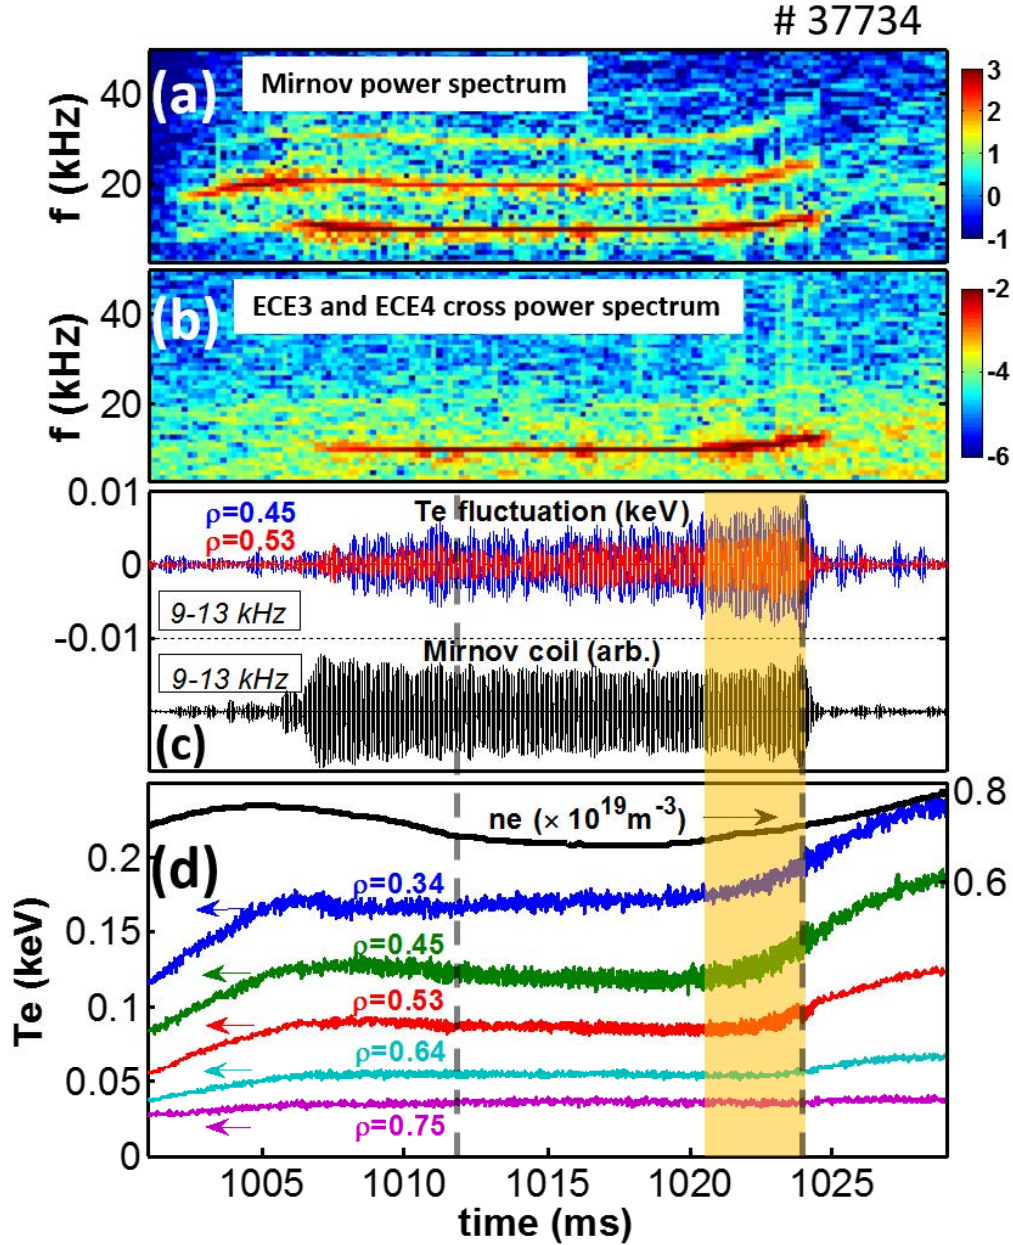 # 37734
(a)
Mirnov power spectrum
f (kHz)
40
20
3
2
1
0
-1
(b)
ECE3 and ECE4 cross power spectrum
f (kHz)
40
20
-2
-4
-6
0.01
0
-0.01
ρ=0.45
ρ=0.53
Te fluctuation (keV)
9-13 kHz
Mirnov coil (arb.)
9-13 kHz
(c)
(d)
ne (× 10¹⁹m⁻³)
0.8
0.6
ρ=0.34
ρ=0.45
ρ=0.53
ρ=0.64
ρ=0.75
Te (keV)
0.2
0.15
0.1
0.05
0
1005
1010
1015
1020
1025
time (ms)